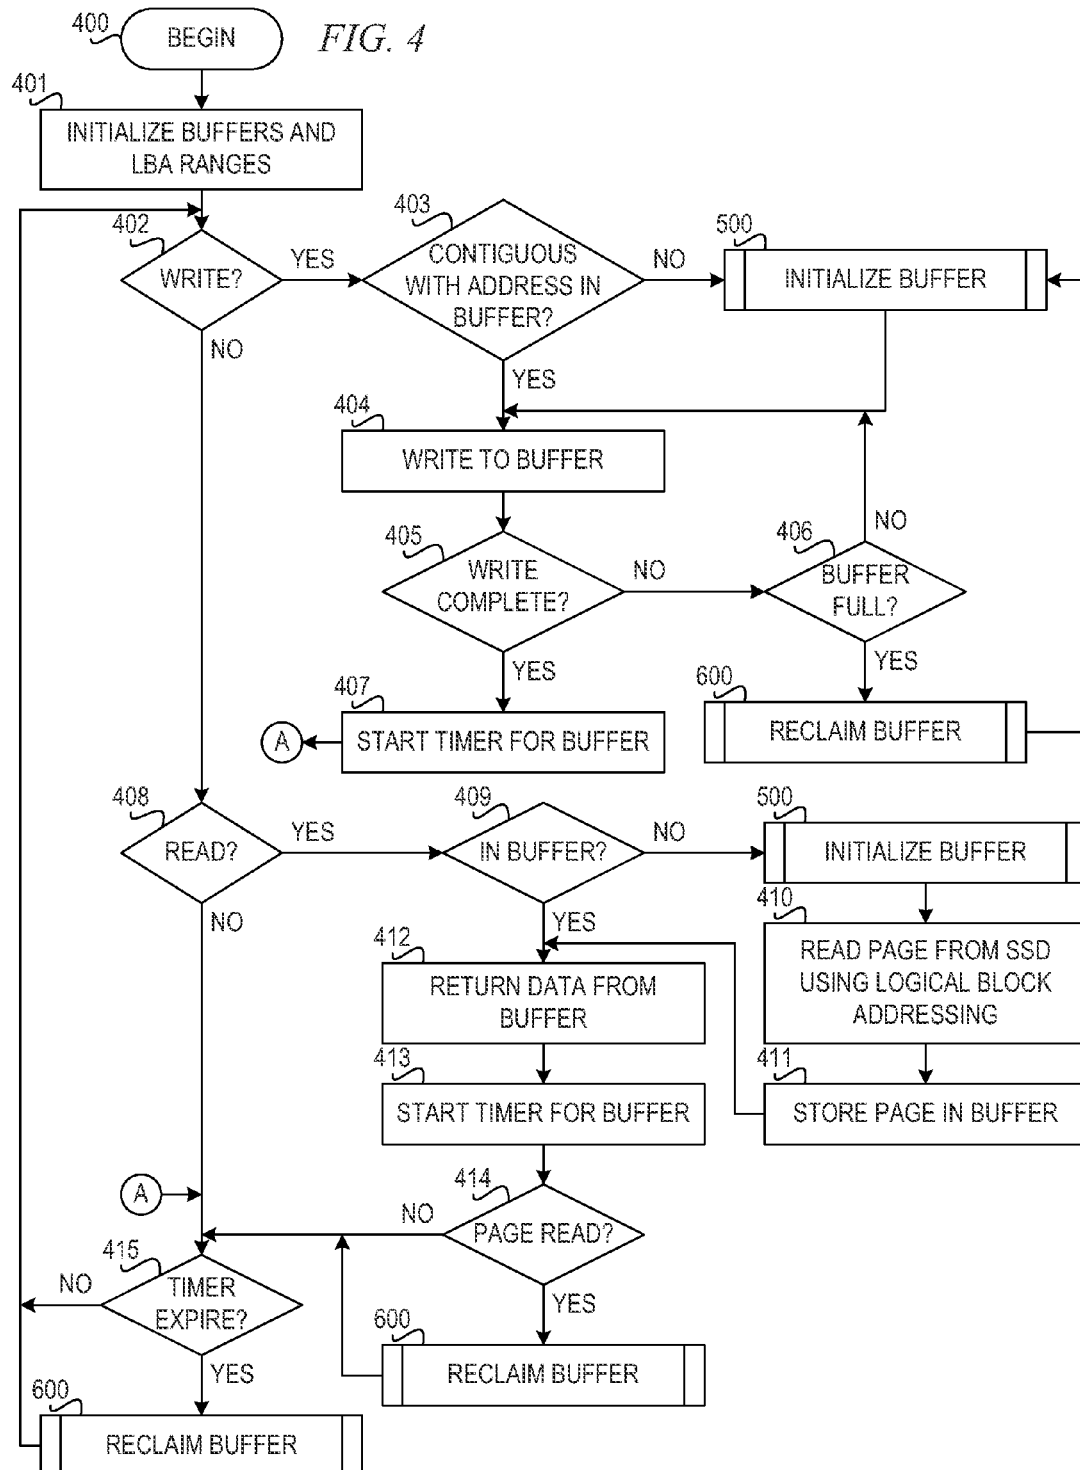 400
BEGIN
FIG. 4
401
INITIALIZE BUFFERS AND
LBA RANGES
402
WRITE?
YES
NO
403
CONTIGUOUS
WITH ADDRESS IN
BUFFER?
NO
YES
500
INITIALIZE BUFFER
404
WRITE TO BUFFER
405
WRITE
COMPLETE?
NO
YES
406
BUFFER
FULL?
NO
YES
407
START TIMER FOR BUFFER
A
600
RECLAIM BUFFER
408
READ?
YES
NO
409
IN BUFFER?
NO
YES
500
INITIALIZE BUFFER
410
READ PAGE FROM SSD
USING LOGICAL BLOCK
ADDRESSING
411
STORE PAGE IN BUFFER
412
RETURN DATA FROM
BUFFER
413
START TIMER FOR BUFFER
414
PAGE READ?
NO
YES
600
RECLAIM BUFFER
A
415
TIMER
EXPIRE?
NO
YES
600
RECLAIM BUFFER